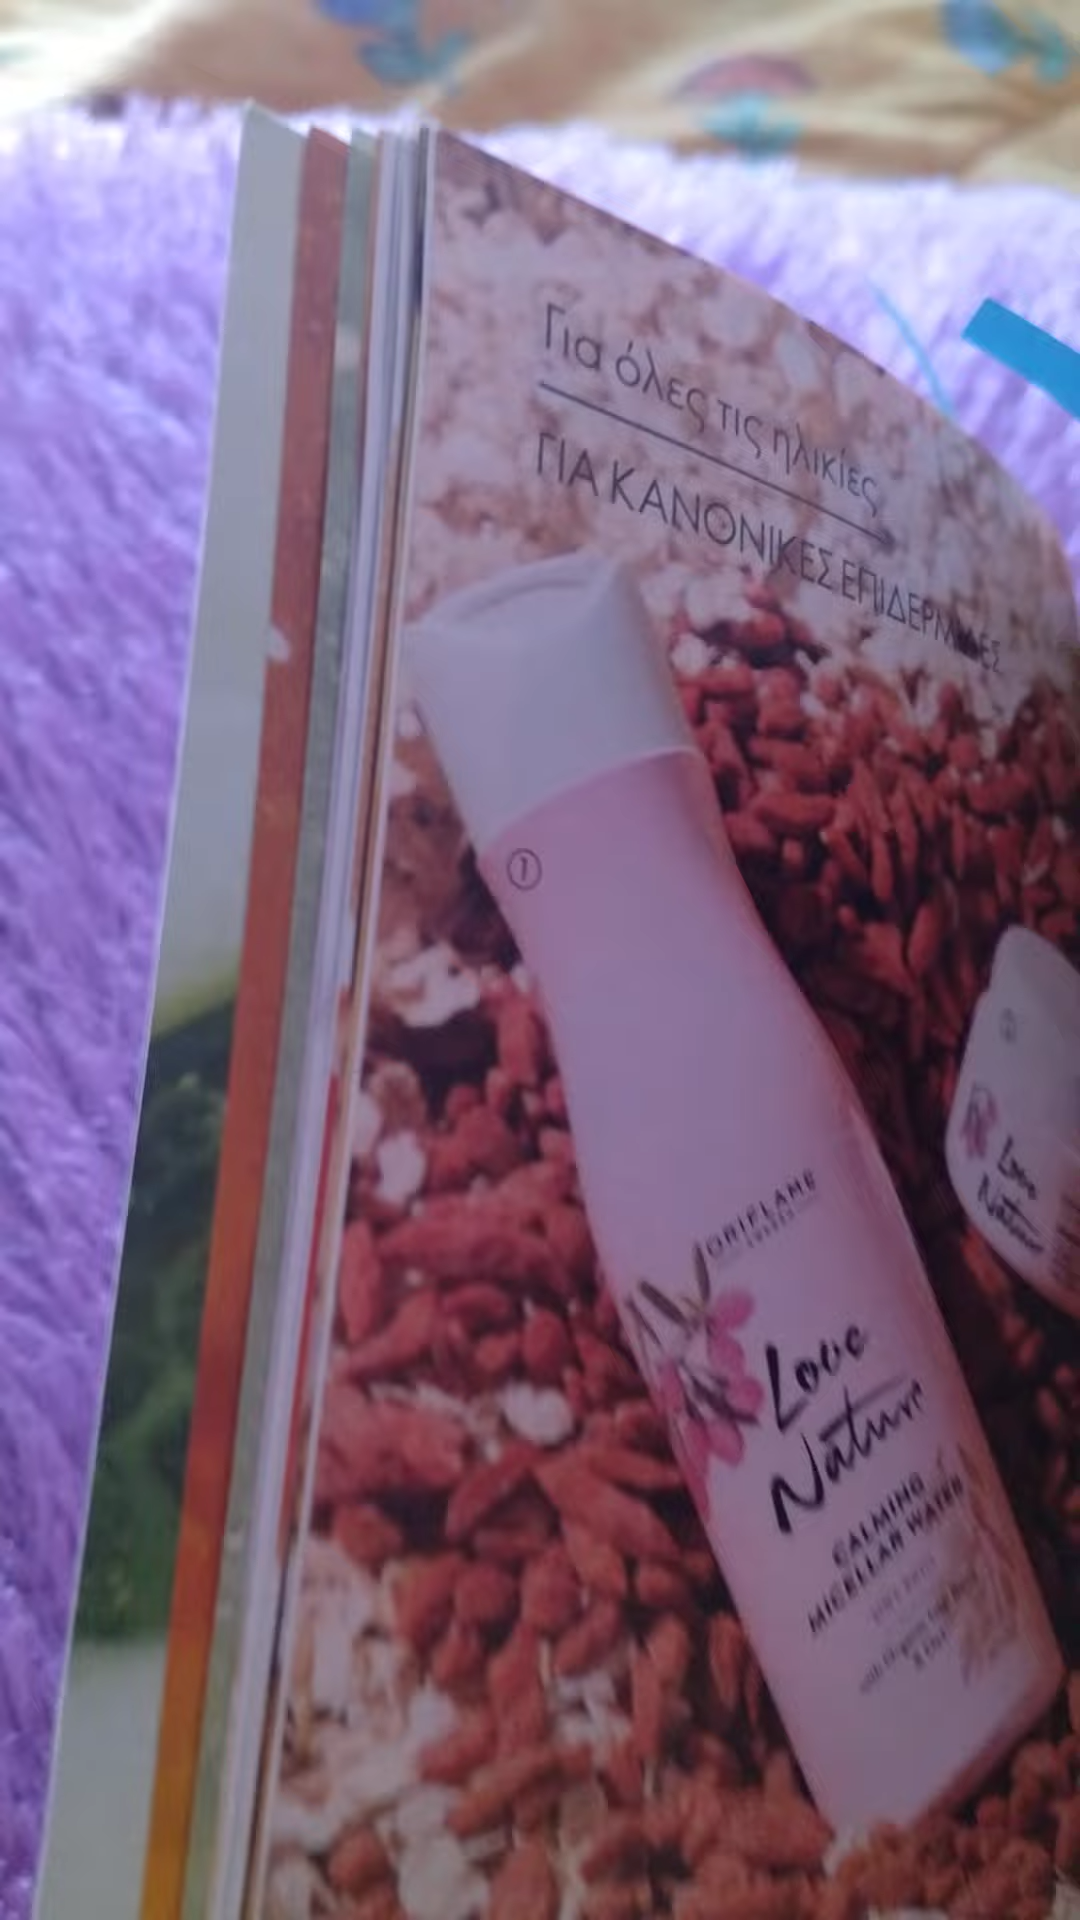 Για όλες τις ηλικίες
ΓΙΑ ΚΑΝΟΝΙΚΕΣ ΕΠΙΔΕΡΜΙΔΕΣ
1
ORIFLAME
Love
Nature
CALMING
MICELLAR WATER
Love
Nature